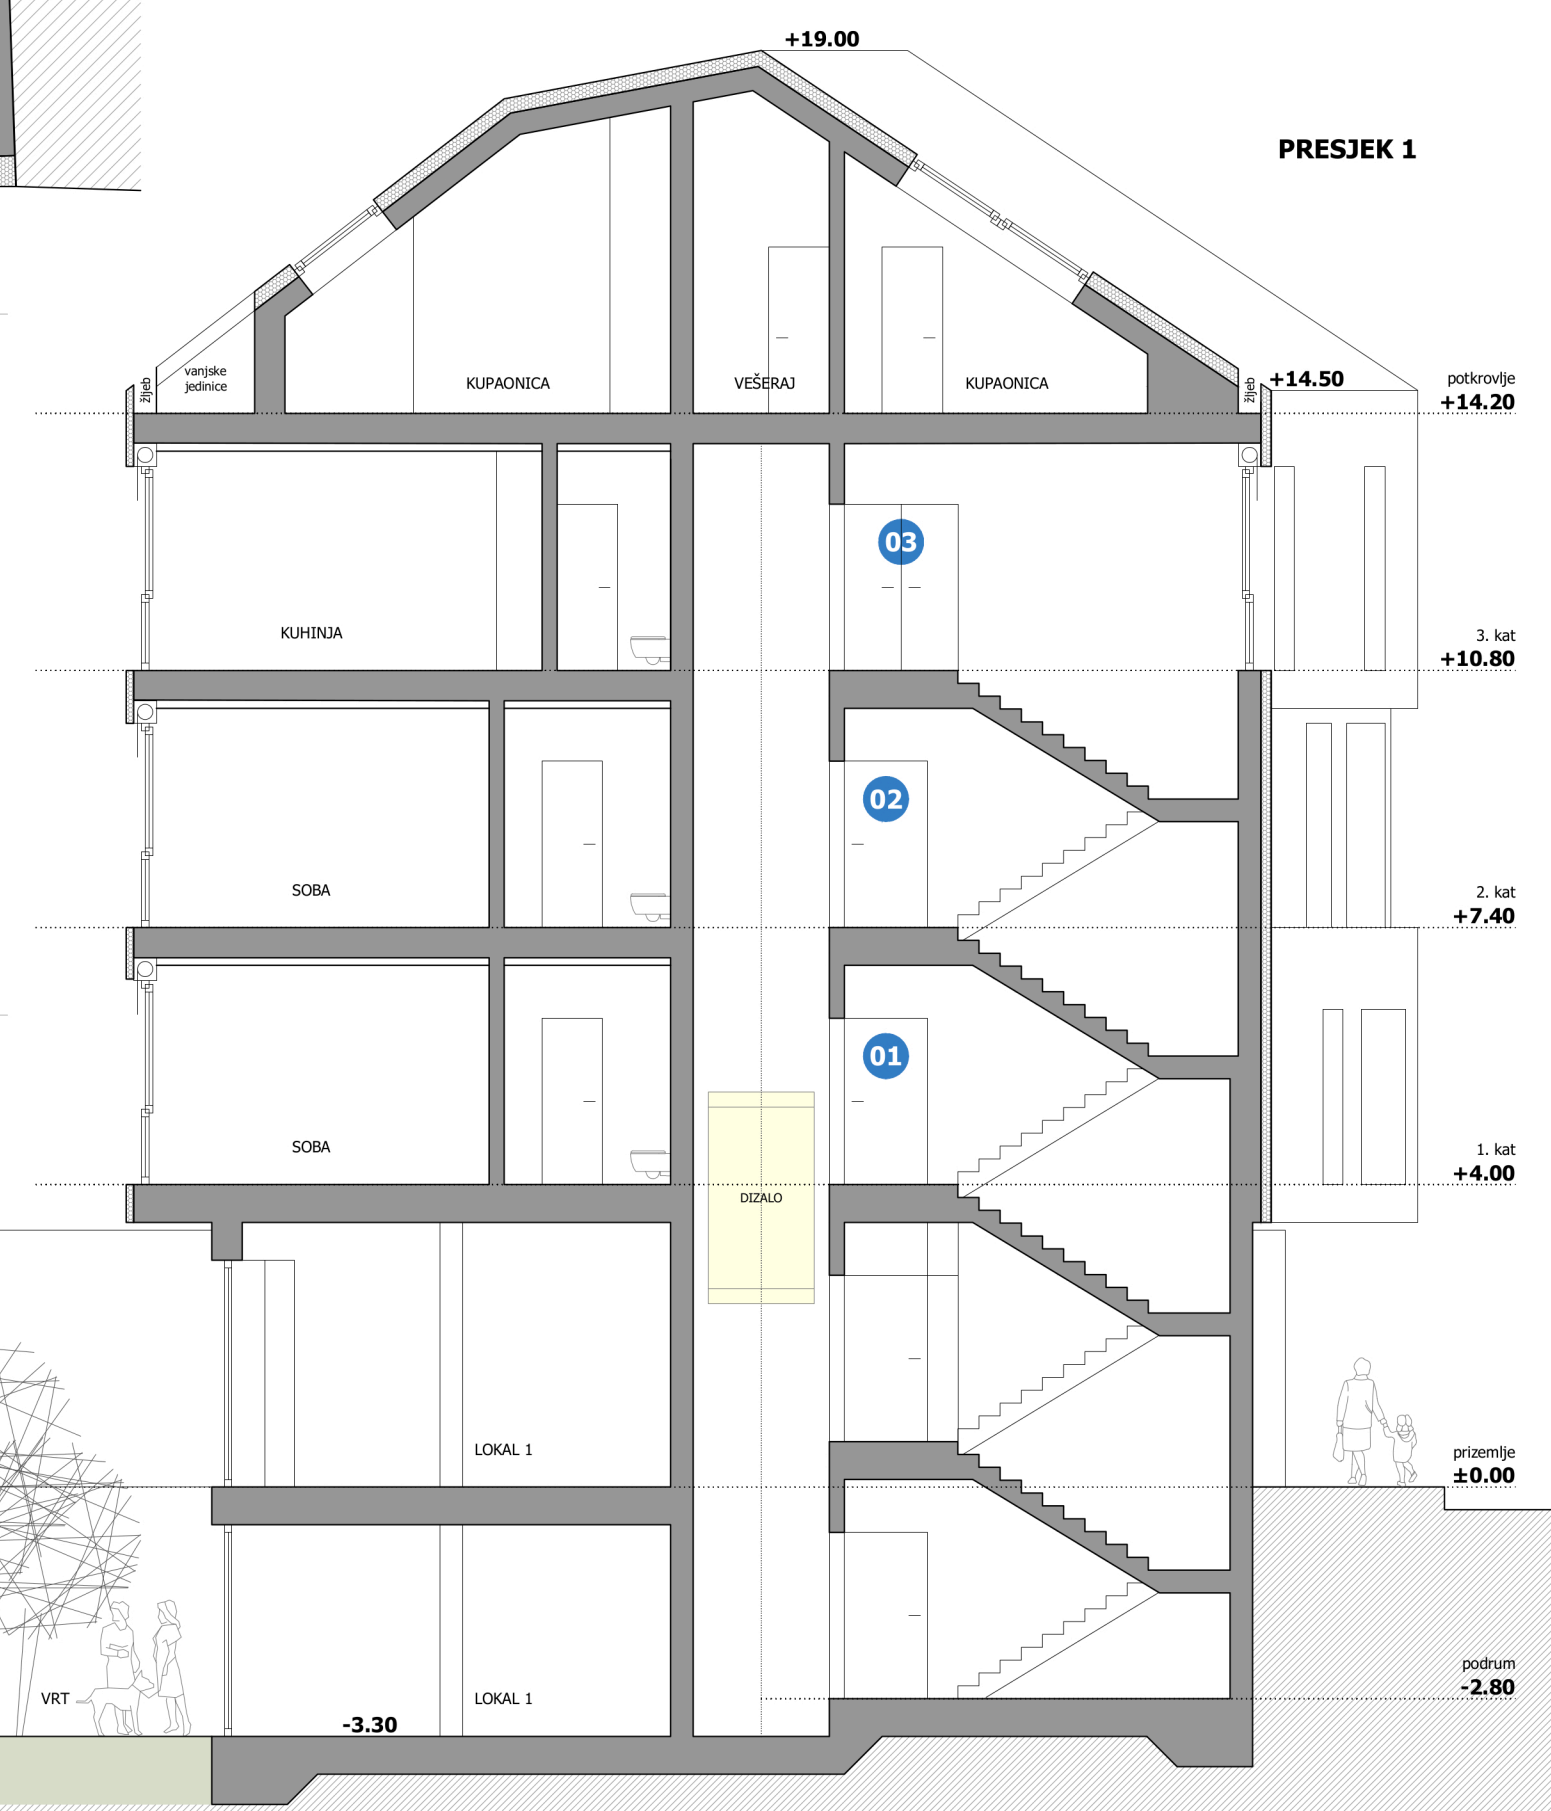 +19.00
PRESJEK 1
vanjske
jedinice
žljeb
KUPAONICA
VEŠERAJ
KUPAONICA
žljeb
+14.50
potkrovlje
+14.20
03
KUHINJA
3. kat
+10.80
02
SOBA
2. kat
+7.40
01
SOBA
1. kat
+4.00
DIZALO
LOKAL 1
prizemlje
±0.00
podrum
-2.80
VRT
LOKAL 1
-3.30